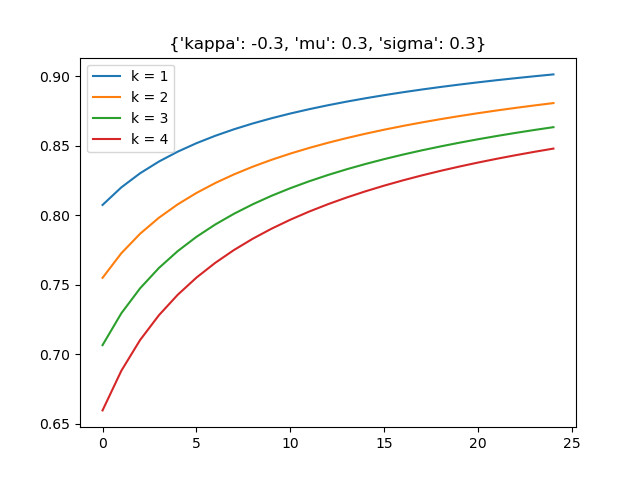 {'kappa': -0.3, 'mu': 0.3, 'sigma': 0.3}
k = 1
k = 2
k = 3
k = 4
0.90
0.85
0.80
0.75
0.70
0.65
0 5 10 15 20 25